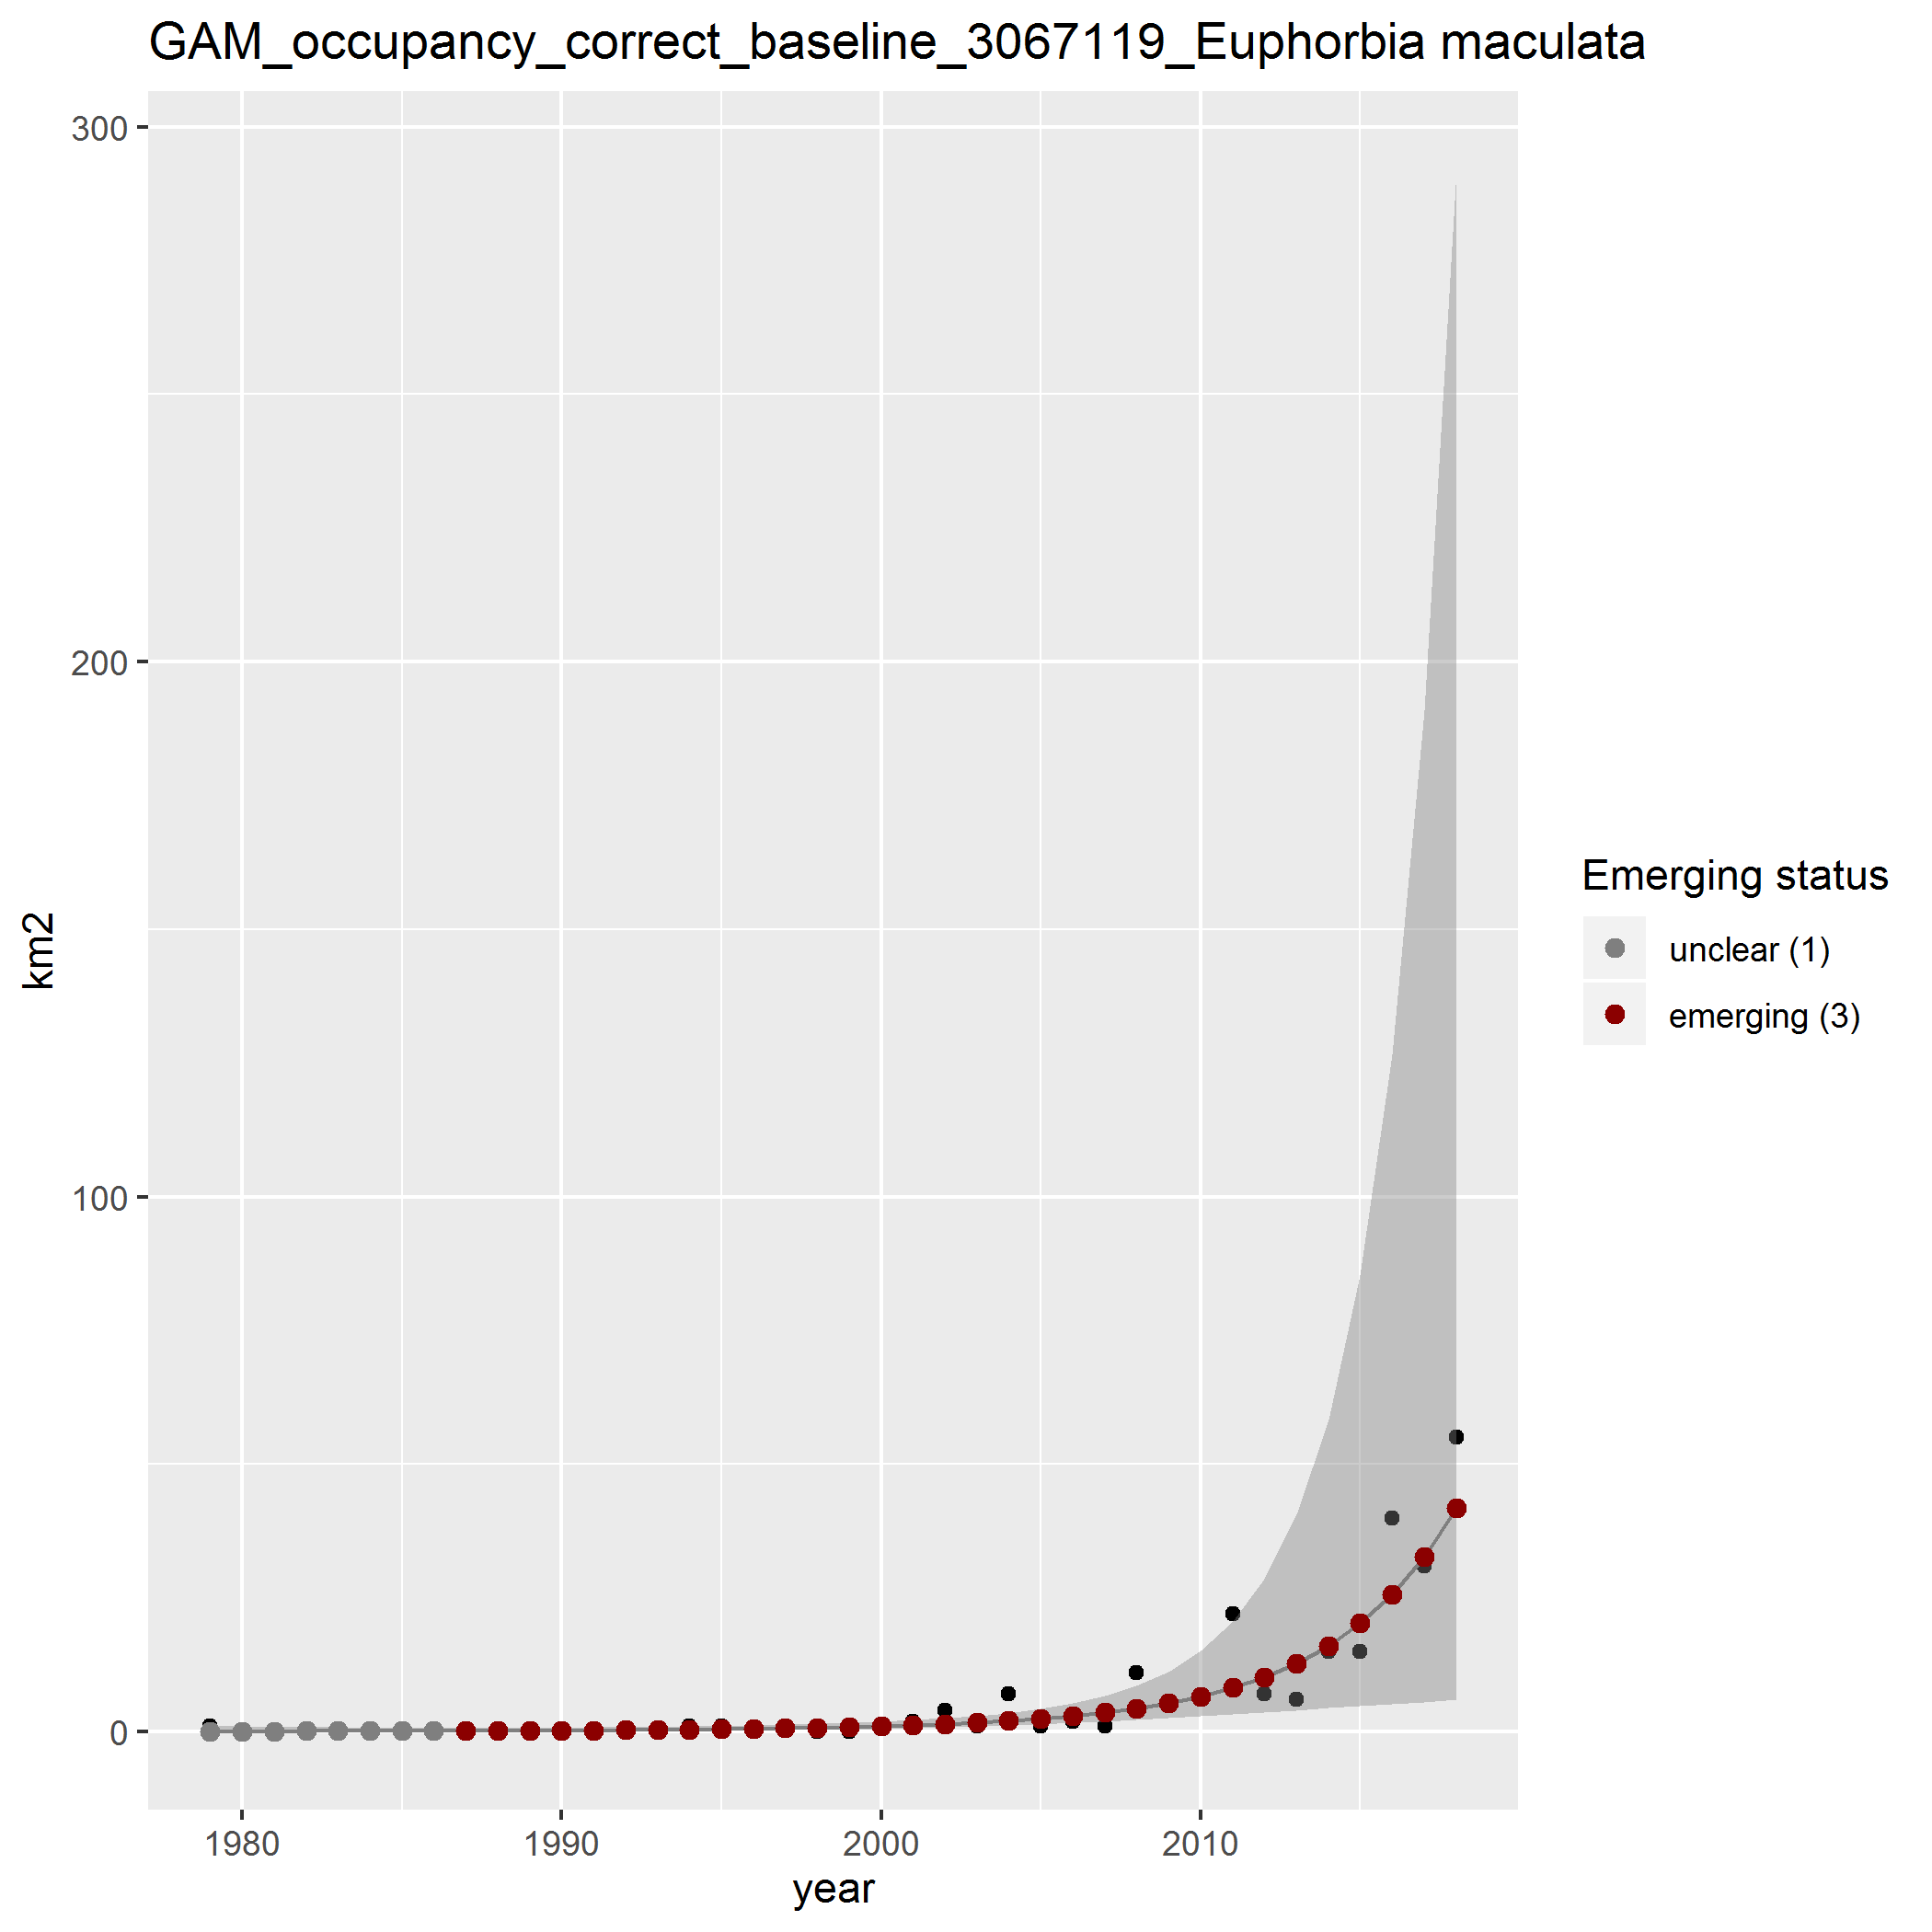 GAM_occupancy_correct_baseline_3067119_Euphorbia maculata
300
200
100
0
km2
1980 1990 2000 2010
year
Emerging status
unclear (1)
emerging (3)